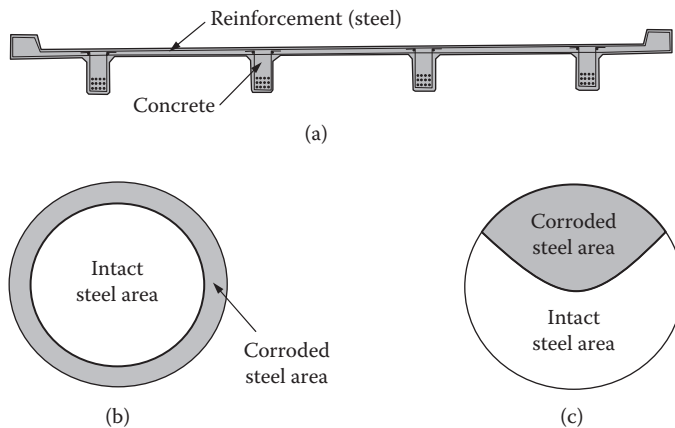 Reinforcement (steel)
Concrete
(a)
Intact
steel area
Corroded
steel area
(b)
Corroded
steel area
Intact
steel area
(c)